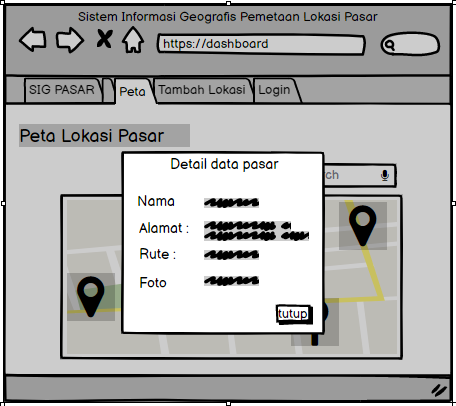 Sistem Informasi Geografis Pemetaan Lokasi Pasar
https://dashboard
SIG PASAR
Peta
Tambah Lokasi
Login
Peta Lokasi Pasar
Detail data pasar
ch
Nama
Alamat :
Rute :
Foto
tutup